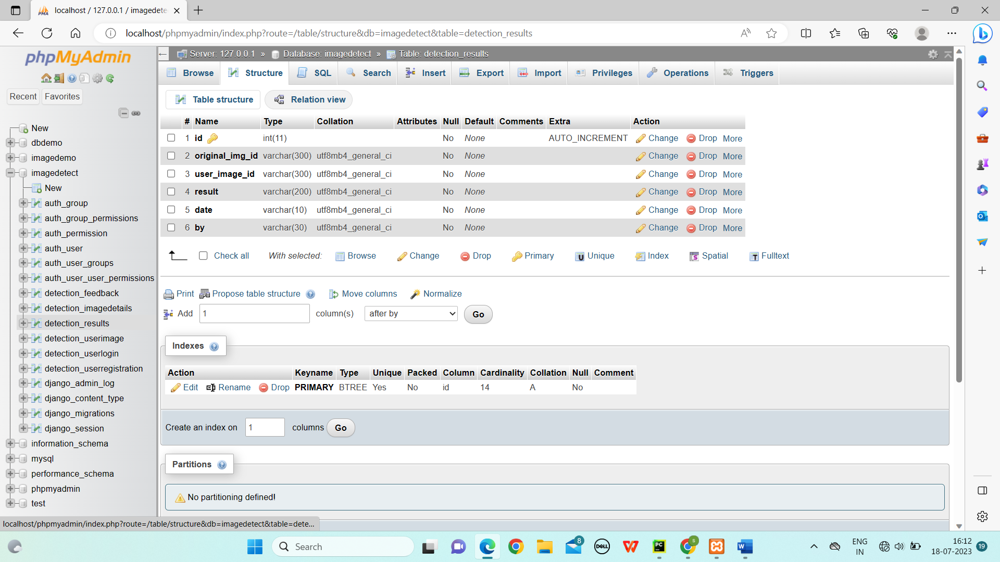 localhost / 127.0.0.1 / imagedete
localhost/phpmyadmin/index.php?route=/table/structure&db=imagedetect&table=detection_results
phpMyAdmin
Recent Favorites
New
dbdemo
imagedemo
imagedetect
New
auth_group
auth_group_permissions
auth_permission
auth_user
auth_user_groups
auth_user_user_permissions
detection_feedback
detection_imagedetails
detection_results
detection_userimage
detection_userlogin
detection_userregistration
django_admin_log
django_content_type
django_migrations
django_session
information_schema
mysql
performance_schema
phpmyadmin
test
Server: 127.0.0.1 » Database: imagedetect » Table: detection_results
Browse Structure SQL Search Insert Export Import Privileges Operations Triggers
Table structure Relation view
# Name Type Collation Attributes Null Default Comments Extra Action
1 id int(11) No None AUTO_INCREMENT Change Drop More
2 original_img_id varchar(300) utf8mb4_general_ci No None Change Drop More
3 user_image_id varchar(300) utf8mb4_general_ci No None Change Drop More
4 result varchar(200) utf8mb4_general_ci No None Change Drop More
5 date varchar(10) utf8mb4_general_ci No None Change Drop More
6 by varchar(30) utf8mb4_general_ci No None Change Drop More
Check all With selected: Browse Change Drop Primary Unique Index Spatial Fulltext
Print Propose table structure Move columns Normalize
Add 1 column(s) after by Go
Indexes
Action Keyname Type Unique Packed Column Cardinality Collation Null Comment
Edit Rename Drop PRIMARY BTREE Yes No id 14 A No
Create an index on 1 columns Go
Partitions
No partitioning defined!
localhost/phpmyadmin/index.php?route=/table/structure&db=imagedetect&table=dete...
Search
8
DELL
PC
S
ENG
IN
16:12
18-07-2023
19